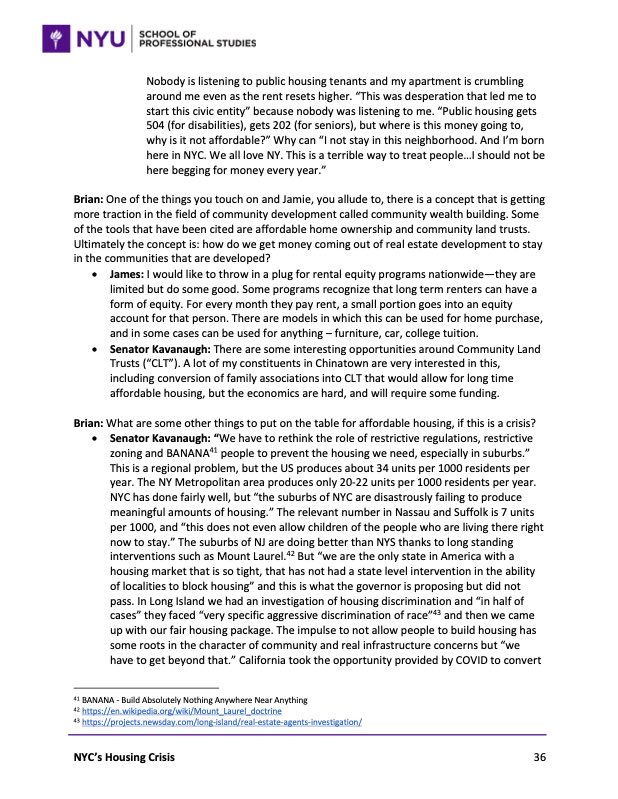 NYU
SCHOOL OF
PROFESSIONAL STUDIES
Nobody is listening to public housing tenants and my apartment is crumbling
around me even as the rent resets higher. “This was desperation that led me to
start this civic entity” because nobody was listening to me. “Public housing gets
504 (for disabilities), gets 202 (for seniors), but where is this money going to,
why is it not affordable?” Why can “I not stay in this neighborhood. And I’m born
here in NYC. We all love NY. This is a terrible way to treat people…I should not be
here begging for money every year.”
Brian: One of the things you touch on and Jamie, you allude to, there is a concept that is getting
more traction in the field of community development called community wealth building. Some
of the tools that have been cited are affordable home ownership and community land trusts.
Ultimately the concept is: how do we get money coming out of real estate development to stay
in the communities that are developed?
• James: I would like to throw in a plug for rental equity programs nationwide—they are
limited but do some good. Some programs recognize that long term renters can have a
form of equity. For every month they pay rent, a small portion goes into an equity
account for that person. There are models in which this can be used for home purchase,
and in some cases can be used for anything – furniture, car, college tuition.
• Senator Kavanaugh: There are some interesting opportunities around Community Land
Trusts (“CLT”). A lot of my constituents in Chinatown are very interested in this,
including conversion of family associations into CLT that would allow for long time
affordable housing, but the economics are hard, and will require some funding.
Brian: What are some other things to put on the table for affordable housing, if this is a crisis?
• Senator Kavanaugh: “We have to rethink the role of restrictive regulations, restrictive
zoning and BANANA⁴¹ people to prevent the housing we need, especially in suburbs.”
This is a regional problem, but the US produces about 34 units per 1000 residents per
year. The NY Metropolitan area produces only 20-22 units per 1000 residents per year.
NYC has done fairly well, but “the suburbs of NYC are disastrously failing to produce
meaningful amounts of housing.” The relevant number in Nassau and Suffolk is 7 units
per 1000, and “this does not even allow children of the people who are living there right
now to stay.” The suburbs of NJ are doing better than NYS thanks to long standing
interventions such as Mount Laurel.⁴² But “we are the only state in America with a
housing market that is so tight, that has not had a state level intervention in the ability
of localities to block housing” and this is what the governor is proposing but did not
pass. In Long Island we had an investigation of housing discrimination and “in half of
cases” they faced “very specific aggressive discrimination of race”⁴³ and then we came
up with our fair housing package. The impulse to not allow people to build housing has
some roots in the character of community and real infrastructure concerns but “we
have to get beyond that.” California took the opportunity provided by COVID to convert
⁴¹ BANANA - Build Absolutely Nothing Anywhere Near Anything
⁴² https://en.wikipedia.org/wiki/Mount_Laurel_doctrine
⁴³ https://projects.newsday.com/long-island/real-estate-agents-investigation/
NYC’s Housing Crisis 36